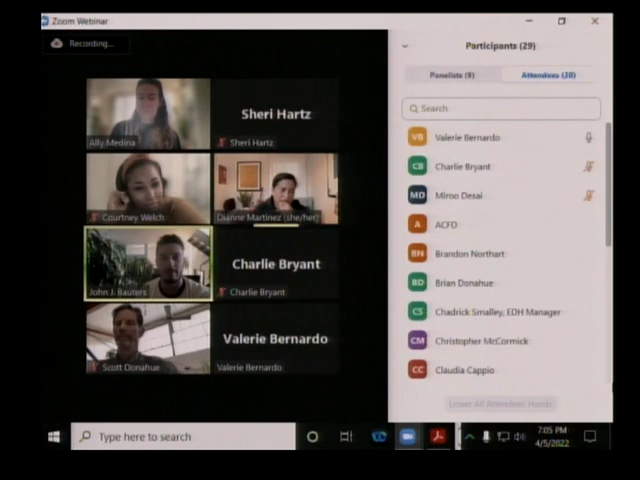 Zoom Webinar
Recording...
Participants (29)
Panelists (9)
Attendees (20)
Search
Ally Medina
Sheri Hartz
Sheri Hartz
Courtney Welch
Dianne Martinez (she/her)
John J. Bauters
Charlie Bryant
Charlie Bryant
Scott Donahue
Valerie Bernardo
Valerie Bernardo
VB Valerie Bernardo
CB Charlie Bryant
MD Miroo Desai
A ACFD
BN Brandon Northart
BD Brian Donahue
CS Chadrick Smalley, EDH Manager
CM Christopher McCormick
CC Claudia Cappio
Lower All Attendees' Hands
Type here to search
7:05 PM
4/5/2022